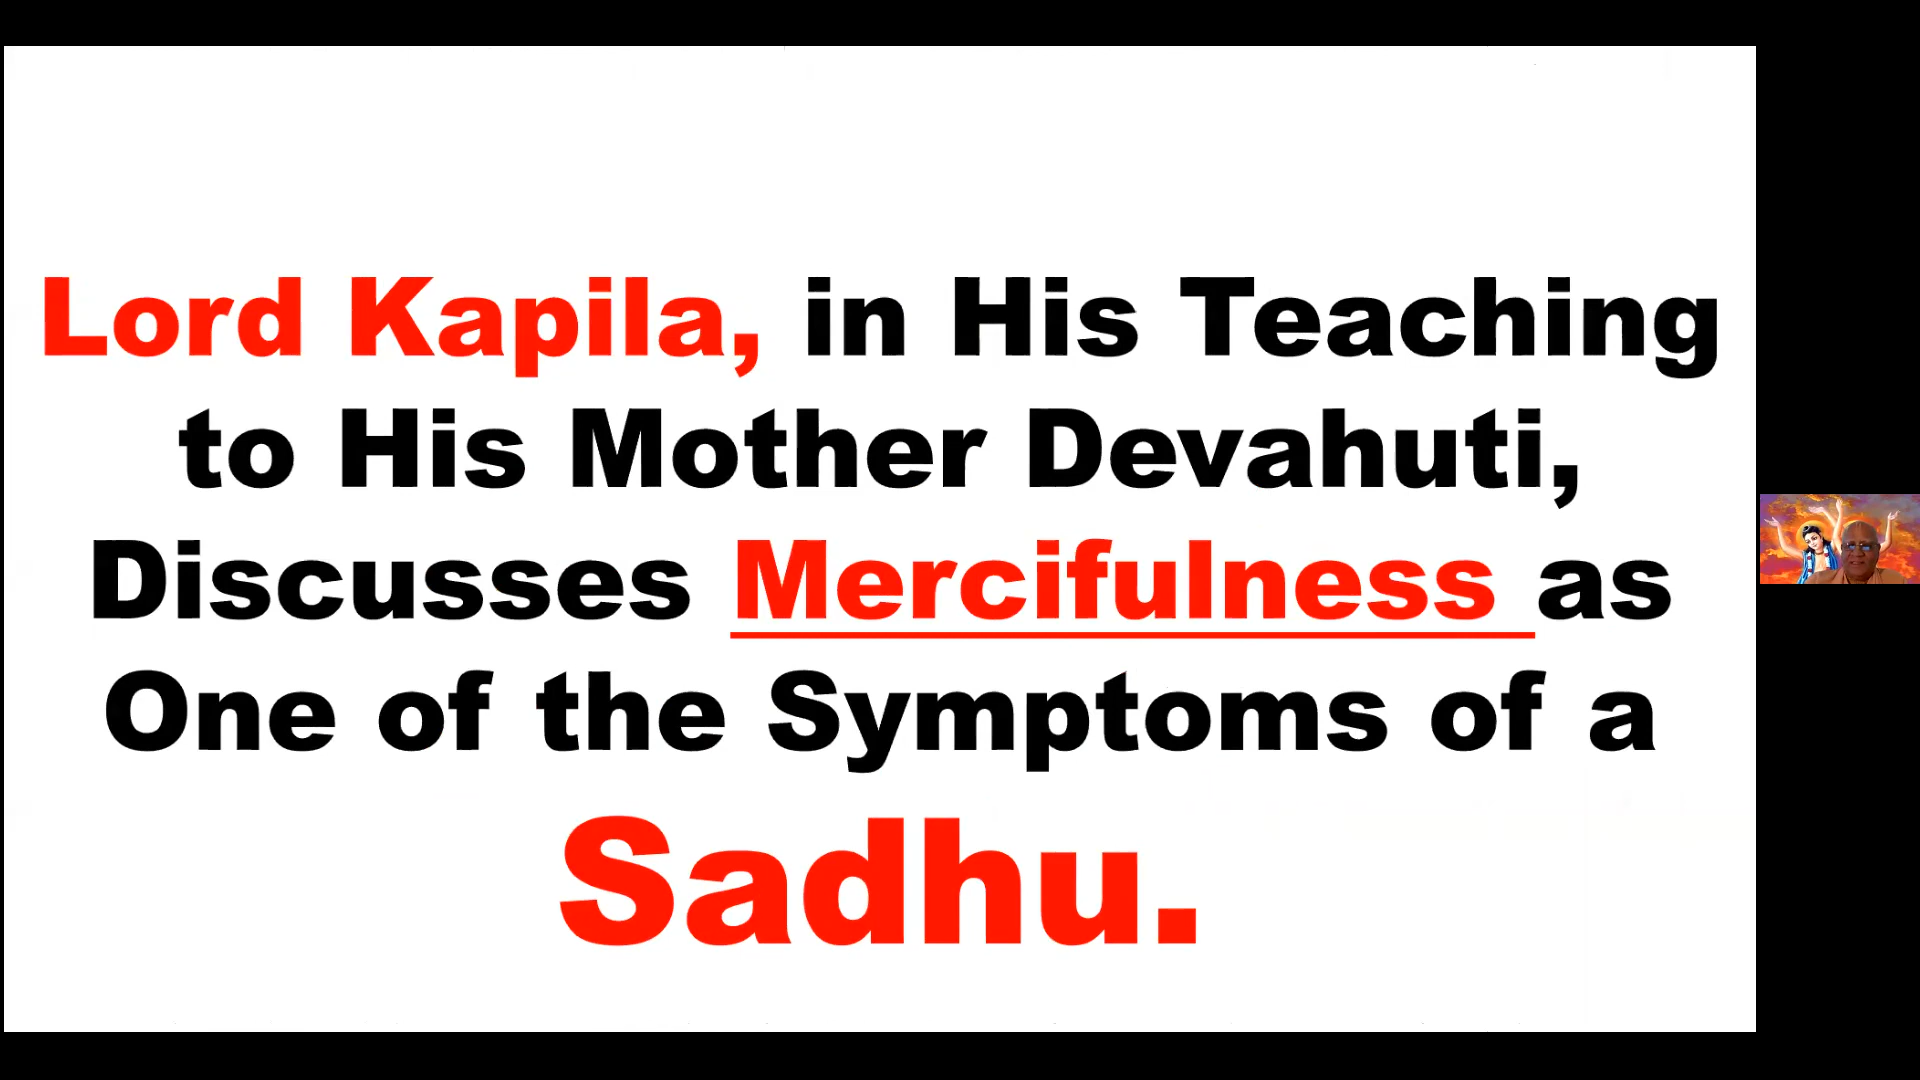 Lord Kapila, in His Teaching
to His Mother Devahuti,
Discusses Mercifulness as
One of the Symptoms of a
Sadhu.